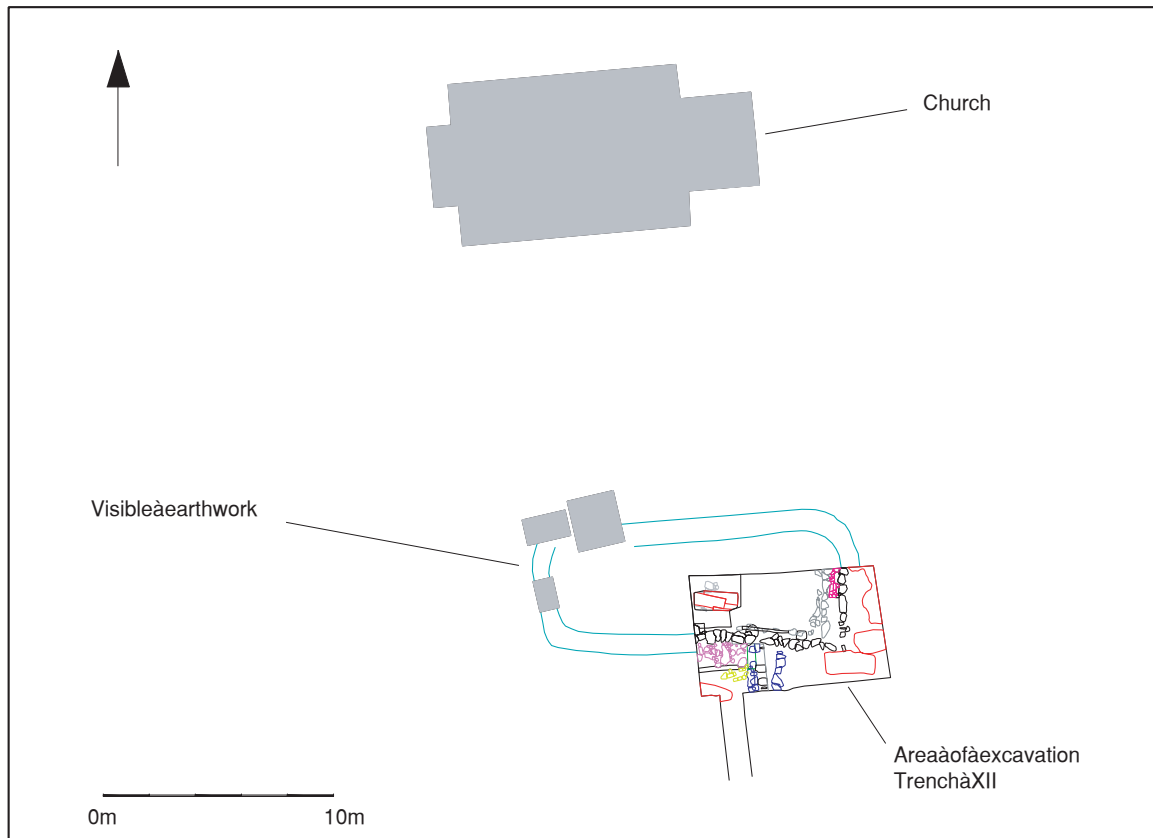 Church
Visibleàearthwork
Areaàofàexcavation
TrenchàXII
0m 10m